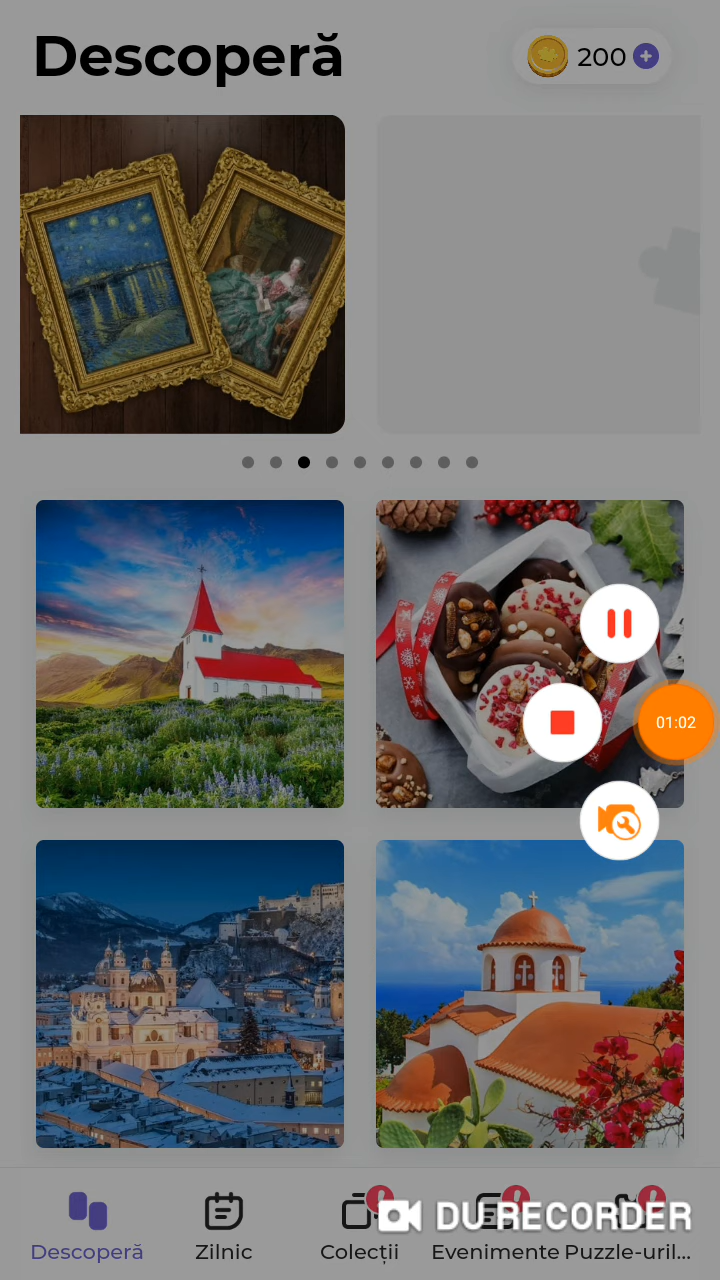 Descoperă
200
01:02
DU RECORDER
Descoperă
Zilnic
Colecții
Evenimente
Puzzle-uril...